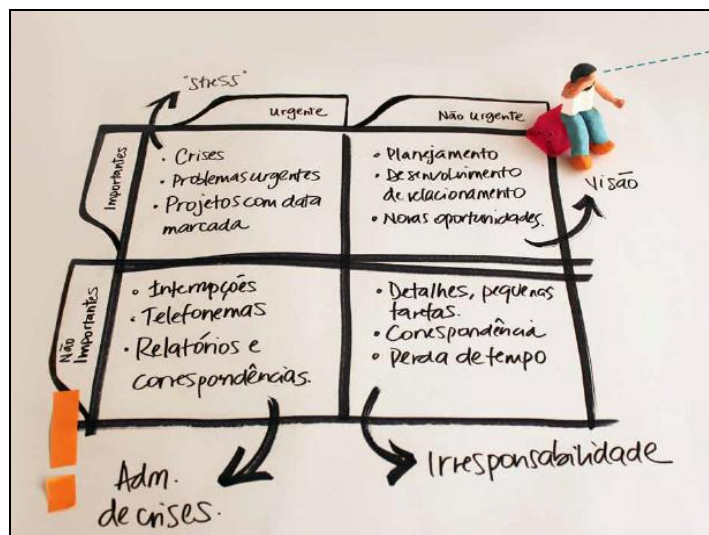 "Stress"
Urgente
Não Urgente
Importantes
• Crises
• Problemas urgentes
• Projetos com data
marcada
• Planejamento
• Desenvolvimento
de relacionamento
• Novas oportunidades.
Visão
Não
Importantes
• Interrupções
• Telefonemas
• Relatórios e
correspondências.
• Detalhes, pequenas
tarefas.
• Correspondência
• Perda de tempo
Adm.
de crises.
Irresponsabilidade